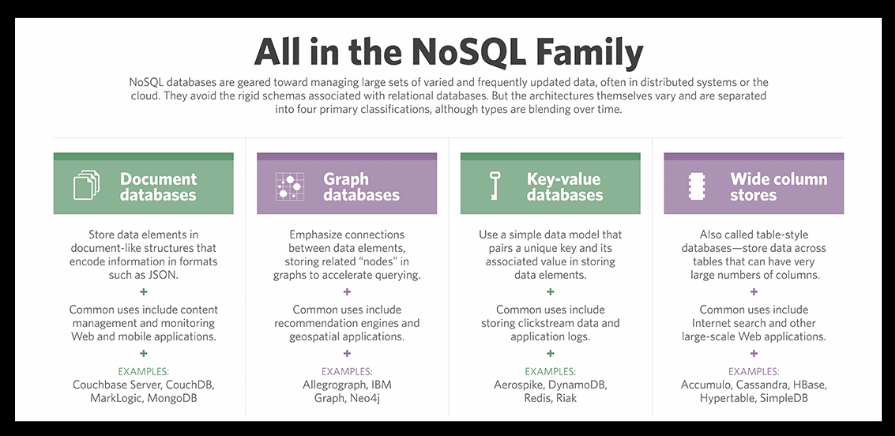 All in the NoSQL Family
NoSQL databases are geared toward managing large sets of varied and frequently updated data, often in distributed systems or the
cloud. They avoid the rigid schemas associated with relational databases. But the architectures themselves vary and are separated
into four primary classifications, although types are blending over time.
Document
databases
Store data elements in
document-like structures that
encode information in formats
such as JSON.
+
Common uses include content
management and monitoring
Web and mobile applications.
+
EXAMPLES:
Couchbase Server, CouchDB,
MarkLogic, MongoDB
Graph
databases
Emphasize connections
between data elements,
storing related “nodes” in
graphs to accelerate querying.
+
Common uses include
recommendation engines and
geospatial applications.
+
EXAMPLES:
Allegrograph, IBM
Graph, Neo4j
Key-value
databases
Use a simple data model that
pairs a unique key and its
associated value in storing
data elements.
+
Common uses include
storing clickstream data and
application logs.
+
EXAMPLES:
Aerospike, DynamoDB,
Redis, Riak
Wide column
stores
Also called table-style
databases—store data across
tables that can have very
large numbers of columns.
+
Common uses include
Internet search and other
large-scale Web applications.
+
EXAMPLES:
Accumulo, Cassandra, HBase,
Hypertable, SimpleDB